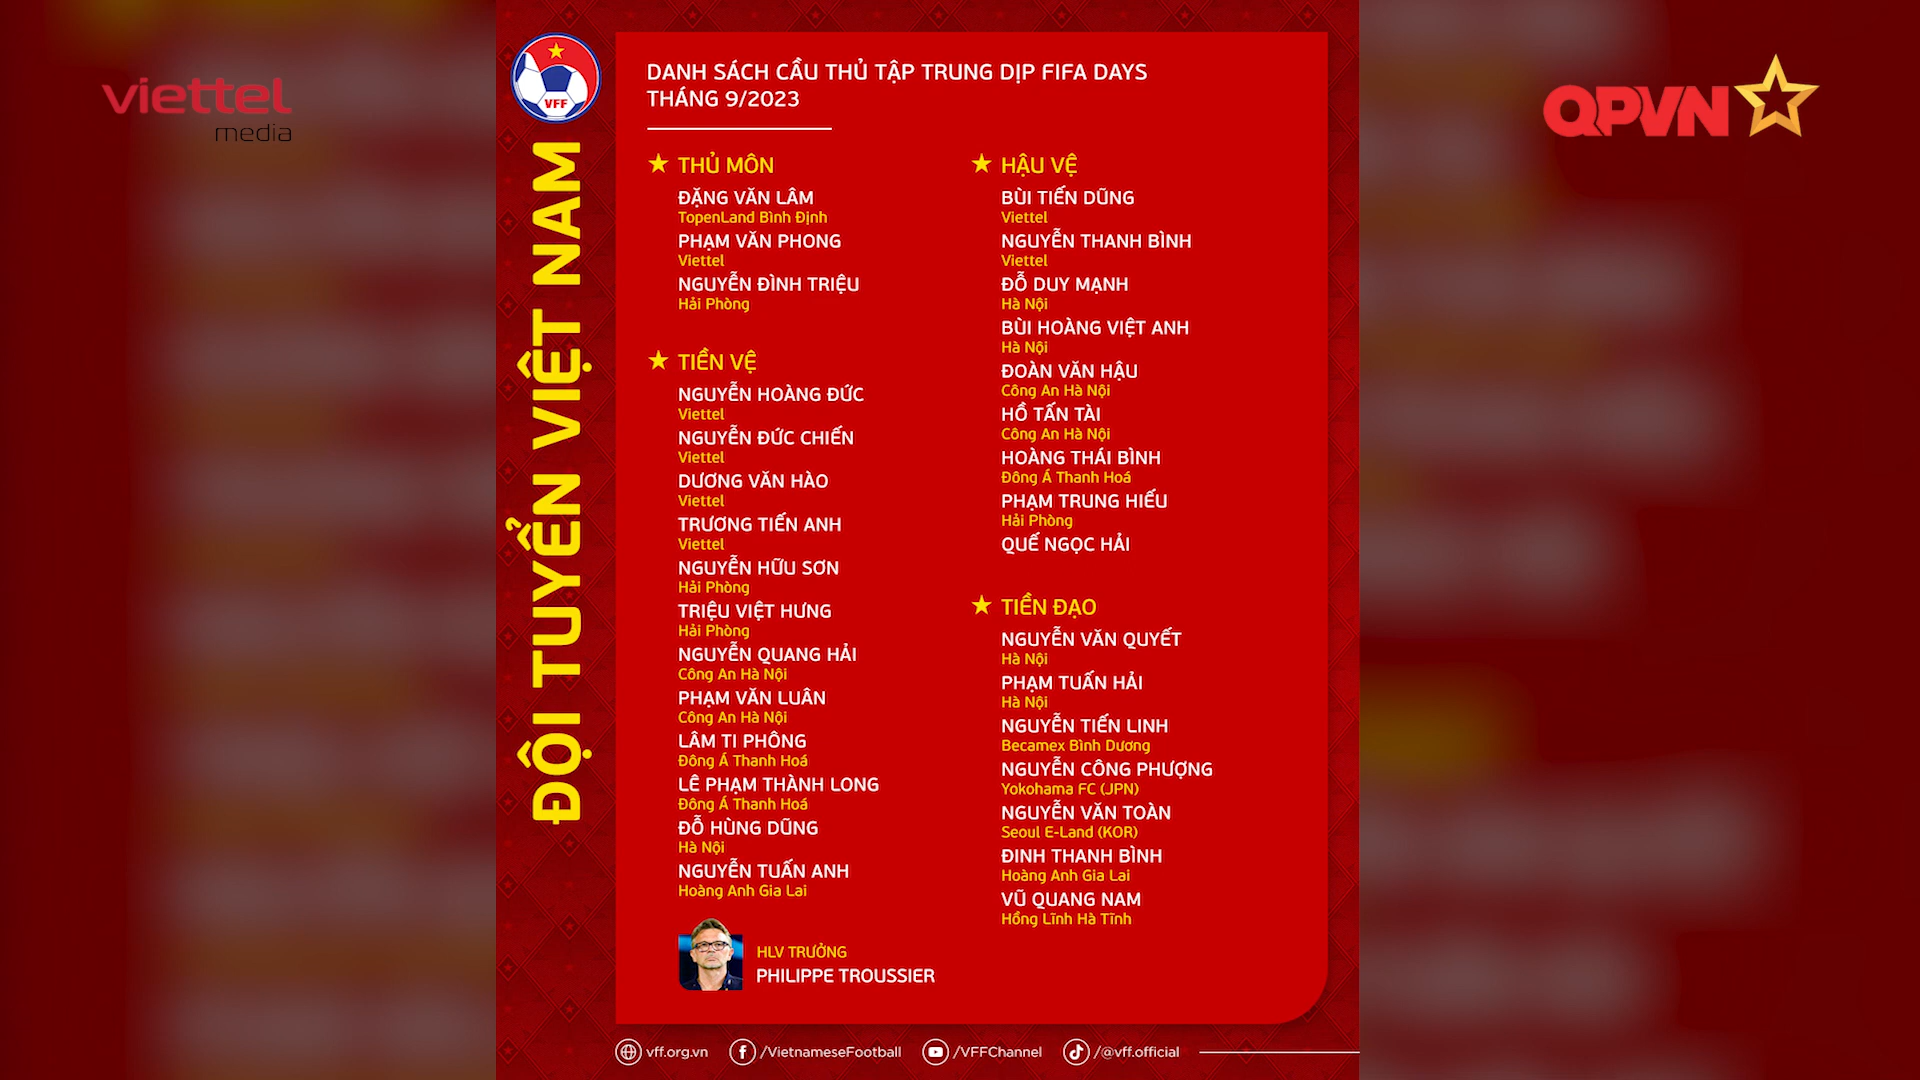 viettel
media
QPVN
VFF
ĐỘI TUYỂN VIỆT NAM
DANH SÁCH CẦU THỦ TẬP TRUNG DỊP FIFA DAYS
THÁNG 9/2023
THỦ MÔN
ĐẶNG VĂN LÂM
TopenLand Bình Định
PHẠM VĂN PHONG
Viettel
NGUYỄN ĐÌNH TRIỆU
Hải Phòng
TIỀN VỆ
NGUYỄN HOÀNG ĐỨC
Viettel
NGUYỄN ĐỨC CHIẾN
Viettel
DƯƠNG VĂN HÀO
Viettel
TRƯƠNG TIẾN ANH
Viettel
NGUYỄN HỮU SƠN
Hải Phòng
TRIỆU VIỆT HƯNG
Hải Phòng
NGUYỄN QUANG HẢI
Công An Hà Nội
PHẠM VĂN LUÂN
Công An Hà Nội
LÂM TI PHÔNG
Đông Á Thanh Hoá
LÊ PHẠM THÀNH LONG
Đông Á Thanh Hoá
ĐỖ HÙNG DŨNG
Hà Nội
NGUYỄN TUẤN ANH
Hoàng Anh Gia Lai
HẬU VỆ
BÙI TIẾN DŨNG
Viettel
NGUYỄN THANH BÌNH
Viettel
ĐỖ DUY MẠNH
Hà Nội
BÙI HOÀNG VIỆT ANH
Hà Nội
ĐOÀN VĂN HẬU
Công An Hà Nội
HỒ TẤN TÀI
Công An Hà Nội
HOÀNG THÁI BÌNH
Đông Á Thanh Hoá
PHẠM TRUNG HIẾU
Hải Phòng
QUẾ NGỌC HẢI
TIỀN ĐẠO
NGUYỄN VĂN QUYẾT
Hà Nội
PHẠM TUẤN HẢI
Hà Nội
NGUYỄN TIẾN LINH
Becamex Bình Dương
NGUYỄN CÔNG PHƯỢNG
Yokohama FC (JPN)
NGUYỄN VĂN TOÀN
Seoul E-Land (KOR)
ĐINH THANH BÌNH
Hoàng Anh Gia Lai
VŨ QUANG NAM
Hồng Lĩnh Hà Tĩnh
HLV TRƯỞNG
PHILIPPE TROUSSIER
vff.org.vn
/VietnameseFootball
/VFFChannel
/@vff.official